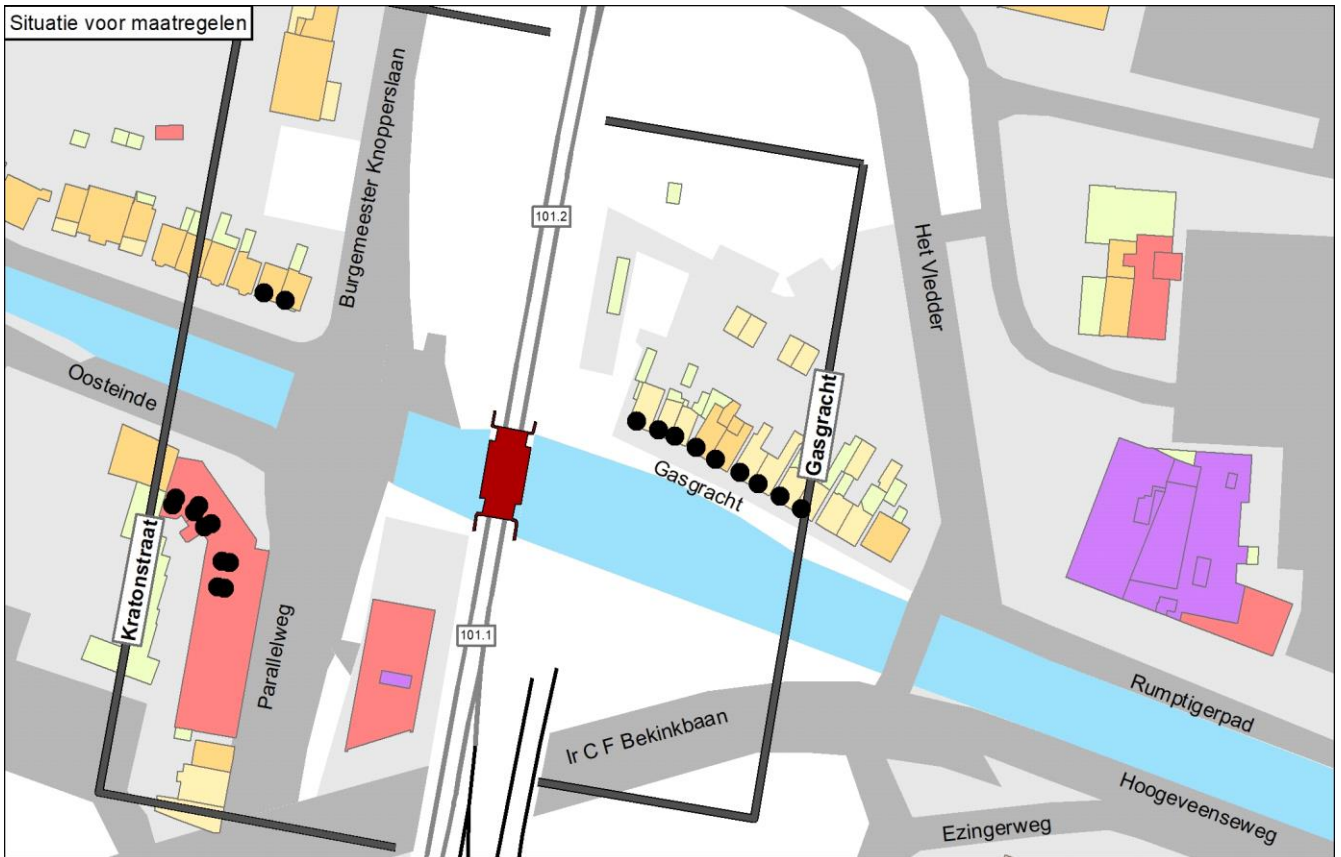 Situatie voor maatregelen
Burgemeester Knopperslaan
101.2
Het Vledder
Oosteinde
Gasgracht
Gasgracht
Kratonstraat
Parallelweg
101.1
Ir C F Bekinkbaan
Rumptigerpad
Hoogeveenseweg
Ezingerweg